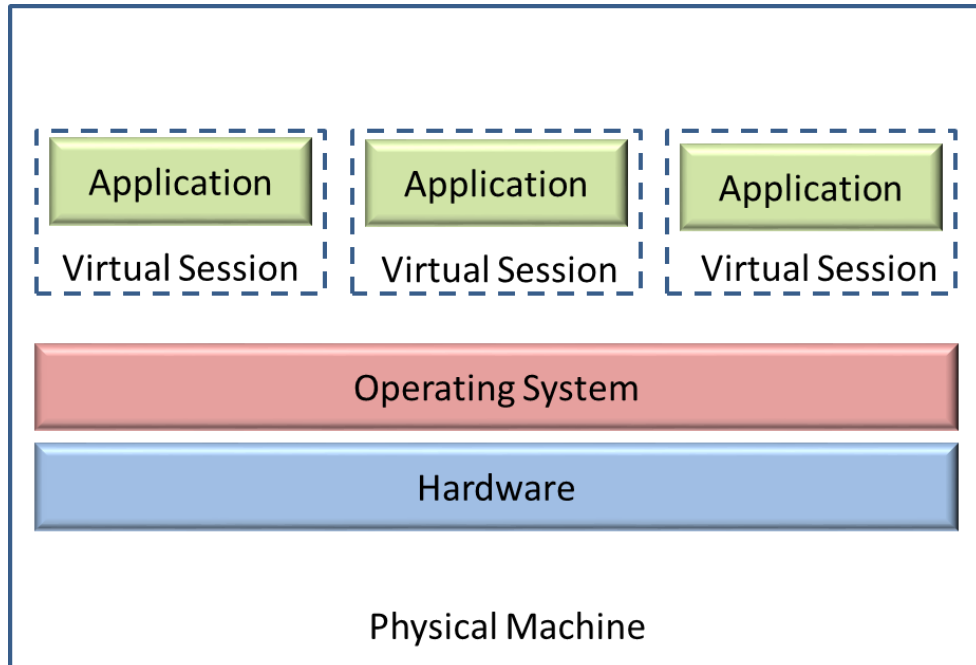 Application
Application
Application
Virtual Session
Virtual Session
Virtual Session
Operating System
Hardware
Physical Machine